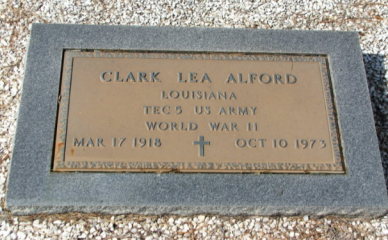 CLARK LEA ALFORD
LOUISIANA
TEC 5 US ARMY
WORLD WAR II
MAR 17 1918 OCT 10 1973